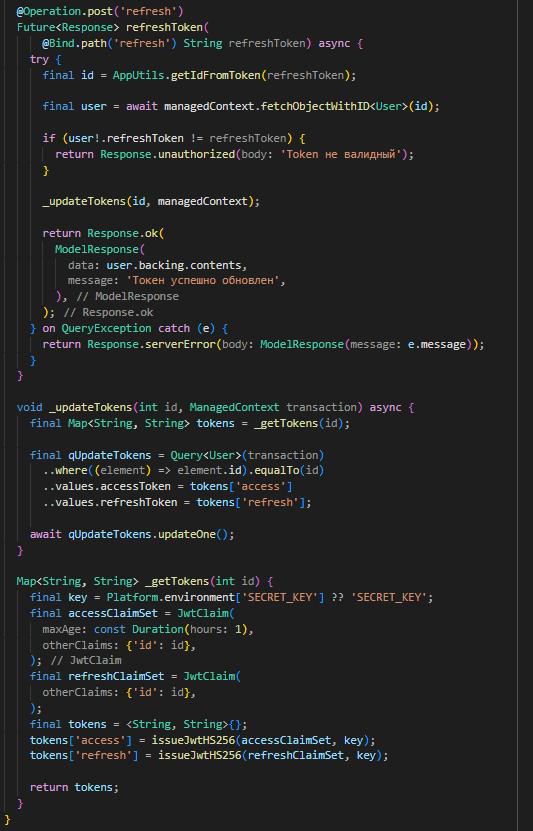 @Operation.post('refresh')
Future<Response> refreshToken(
@Bind.path('refresh') String refreshToken) async {
try {
final id = AppUtils.getIdFromToken(refreshToken);
final user = await managedContext.fetchObjectWithID<User>(id);
if (user!.refreshToken != refreshToken) {
return Response.unauthorized(body: 'Token не валидный');
}
_updateTokens(id, managedContext);
return Response.ok(
ModelResponse(
data: user.backing.contents,
message: 'Токен успешно обновлен',
), // ModelResponse
); // Response.ok
} on QueryException catch (e) {
return Response.serverError(body: ModelResponse(message: e.message));
}
}
void _updateTokens(int id, ManagedContext transaction) async {
final Map<String, String> tokens = _getTokens(id);
final qUpdateTokens = Query<User>(transaction)
..where((element) => element.id).equalTo(id)
..values.accessToken = tokens['access']
..values.refreshToken = tokens['refresh'];
await qUpdateTokens.updateOne();
}
Map<String, String> _getTokens(int id) {
final key = Platform.environment['SECRET_KEY'] ?? 'SECRET_KEY';
final accessClaimSet = JwtClaim(
maxAge: const Duration(hours: 1),
otherClaims: {'id': id},
); // JwtClaim
final refreshClaimSet = JwtClaim(
otherClaims: {'id': id},
);
final tokens = <String, String>{};
tokens['access'] = issueJwtHS256(accessClaimSet, key);
tokens['refresh'] = issueJwtHS256(refreshClaimSet, key);
return tokens;
}
}